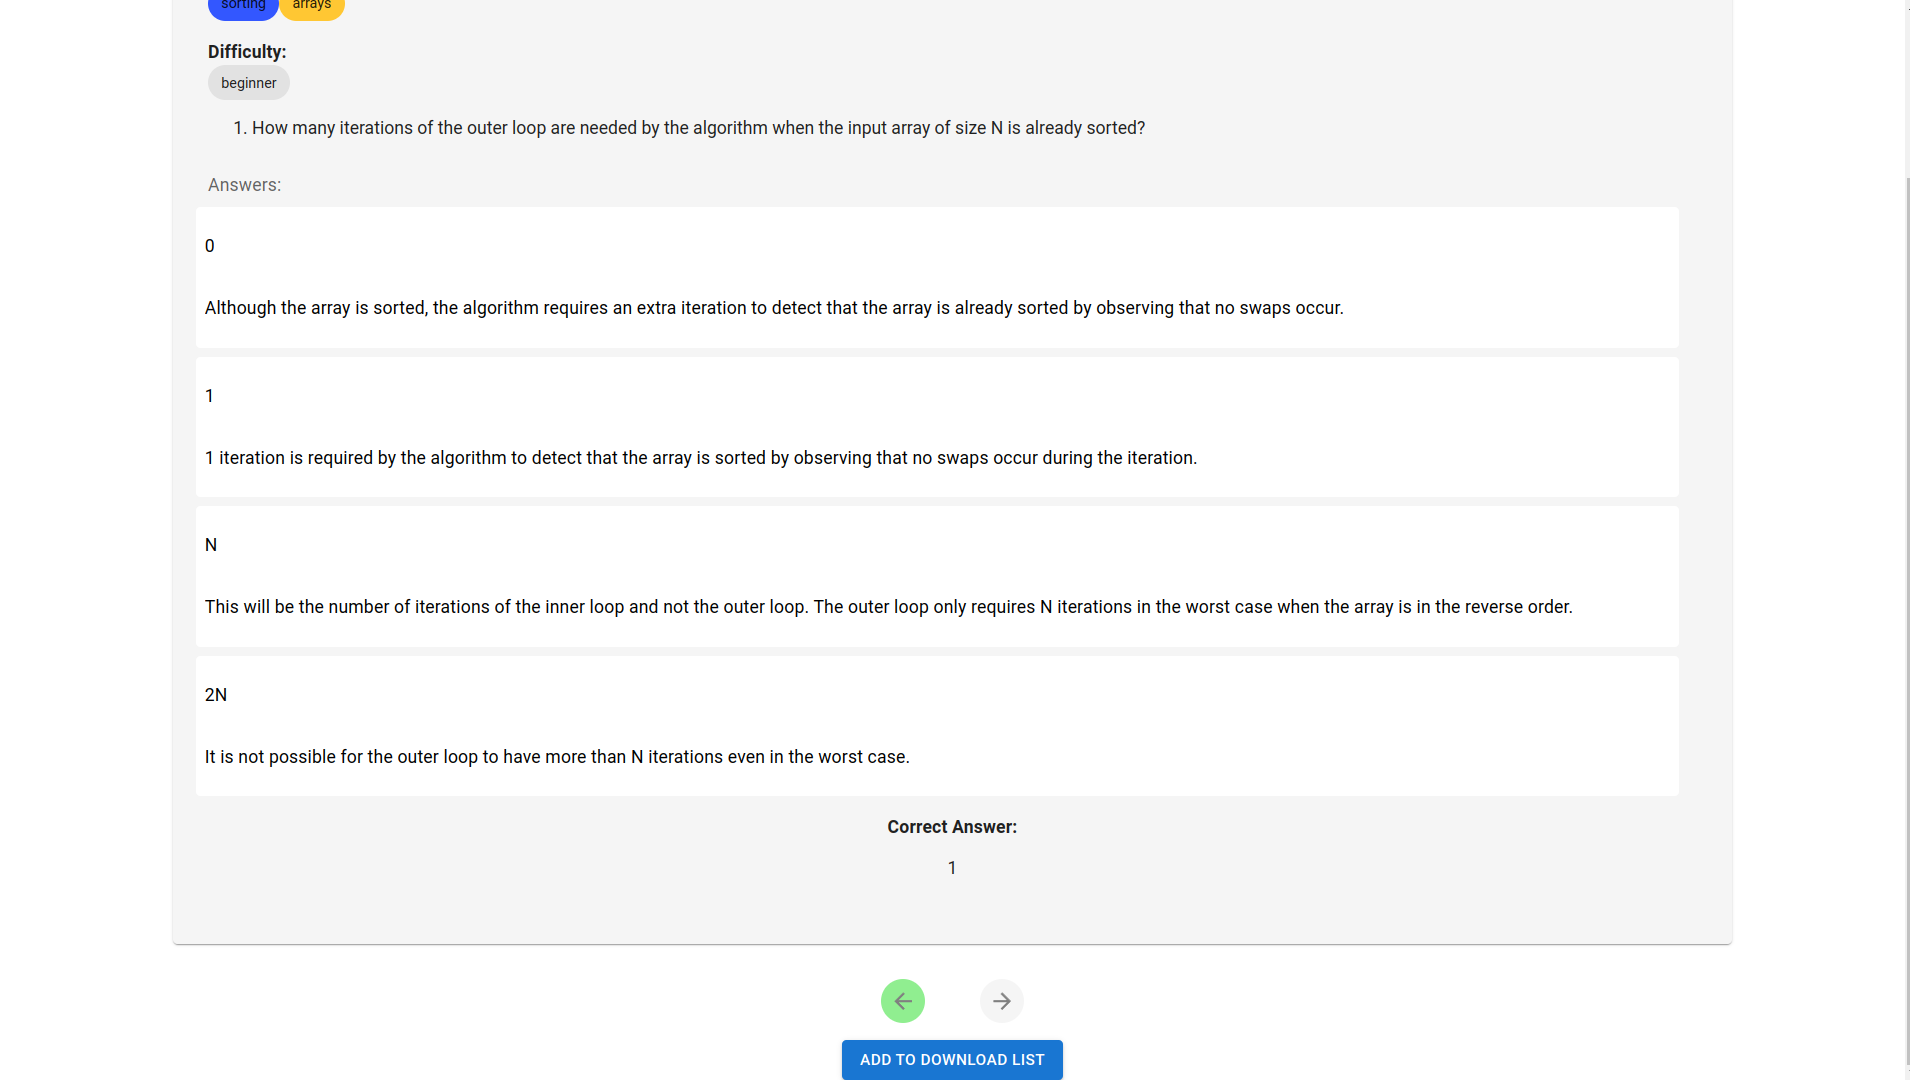 sorting arrays
Difficulty:
beginner
1. How many iterations of the outer loop are needed by the algorithm when the input array of size N is already sorted?
Answers:
0
Although the array is sorted, the algorithm requires an extra iteration to detect that the array is already sorted by observing that no swaps occur.
1
1 iteration is required by the algorithm to detect that the array is sorted by observing that no swaps occur during the iteration.
N
This will be the number of iterations of the inner loop and not the outer loop. The outer loop only requires N iterations in the worst case when the array is in the reverse order.
2N
It is not possible for the outer loop to have more than N iterations even in the worst case.
Correct Answer:
1
ADD TO DOWNLOAD LIST